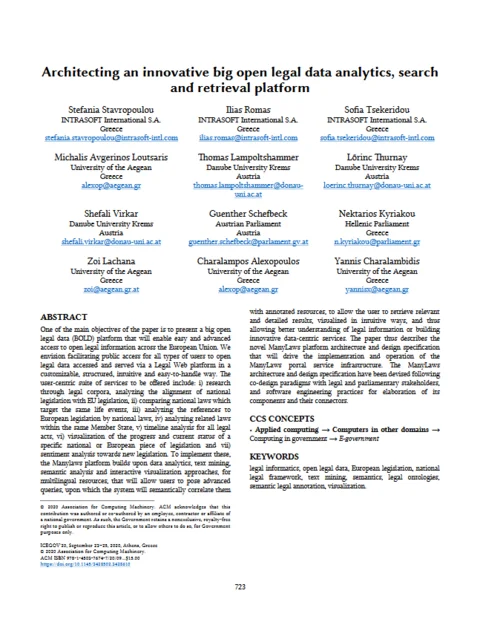 Architecting an innovative big open legal data analytics, search
and retrieval platform
Stefania Stavropoulou
INTRASOFT International S.A.
Greece
stefania.stavropoulou@intrasoft-intl.com
Ilias Romas
INTRASOFT International S.A.
Greece
ilias.romas@intrasoft-intl.com
Sofia Tsekeridou
INTRASOFT International S.A.
Greece
sofia.tsekeridou@intrasoft-intl.com
Michalis Avgerinos Loutsaris
University of the Aegean
Greece
alexop@aegean.gr
Thomas Lampoltshammer
Danube University Krems
Austria
thomas.lampoltshammer@donau-
uni.ac.at
Lőrinc Thurnay
Danube University Krems
Austria
loerinc.thurnay@donau-uni.ac.at
Shefali Virkar
Danube University Krems
Austria
shefali.virkar@donau-uni.ac.at
Guenther Schefbeck
Austrian Parliament
Austria
guenther.schefbeck@parlament.gv.at
Nektarios Kyriakou
Hellenic Parliament
Greece
n.kyriakou@parliament.gr
Zoi Lachana
University of the Aegean
Greece
zoi@aegean.gr.at
Charalampos Alexopoulos
University of the Aegean
Greece
alexop@aegean.gr
Yannis Charalambidis
University of the Aegean
Greece
yannisx@aegean.gr
ABSTRACT
One of the main objectives of the paper is to present a big open
legal data (BOLD) platform that will enable easy and advanced
access to open legal information across the European Union. We
envision facilitating public access for all types of users to open
legal data accessed and served via a Legal Web platform in a
customizable, structured, intuitive and easy-to-handle way. The
user-centric suite of services to be offered include: i) research
through legal corpora, analyzing the alignment of national
legislation with EU legislation, ii) comparing national laws which
target the same life events, iii) analyzing the references to
European legislation by national laws, iv) analyzing related laws
within the same Member State, v) timeline analysis for all legal
acts, vi) visualization of the progress and current status of a
specific national or European piece of legislation and vii)
sentiment analysis towards new legislation. To implement these,
the Manylaws platform builds upon data analytics, text mining,
semantic analysis and interactive visualization approaches, for
multilingual resources, that will allow users to pose advanced
queries, upon which the system will semantically correlate them
© 2020 Association for Computing Machinery. ACM acknowledges that this
contribution was authored or co-authored by an employee, contractor or affiliate of
a national government. As such, the Government retains a nonexclusive, royalty-free
right to publish or reproduce this article, or to allow others to do so, for Government
purposes only.
ICEGOV'20, September 23-25, 2020, Athens, Greece
© 2020 Association for Computing Machinery.
with annotated resources, to allow the user to retrieve relevant
and detailed results, visualized in intuitive ways, and thus
allowing better understanding of legal information or building
innovative data-centric services. The paper thus describes the
novel ManyLaws platform architecture and design specification
that will drive the implementation and operation of the
ManyLaws portal service infrastructure. The ManyLaws
architecture and design specification have been devised following
co-design paradigms with legal and parliamentary stakeholders,
and software engineering practices for elaboration of its
components and their connectors.
CCS CONCEPTS
• Applied computing → Computers in other domains →
Computing in government → E-government
KEYWORDS
legal informatics, open legal data, European legislation, national
legal framework, text mining, semantics, legal ontologies,
semantic legal annotation, visualization.
723